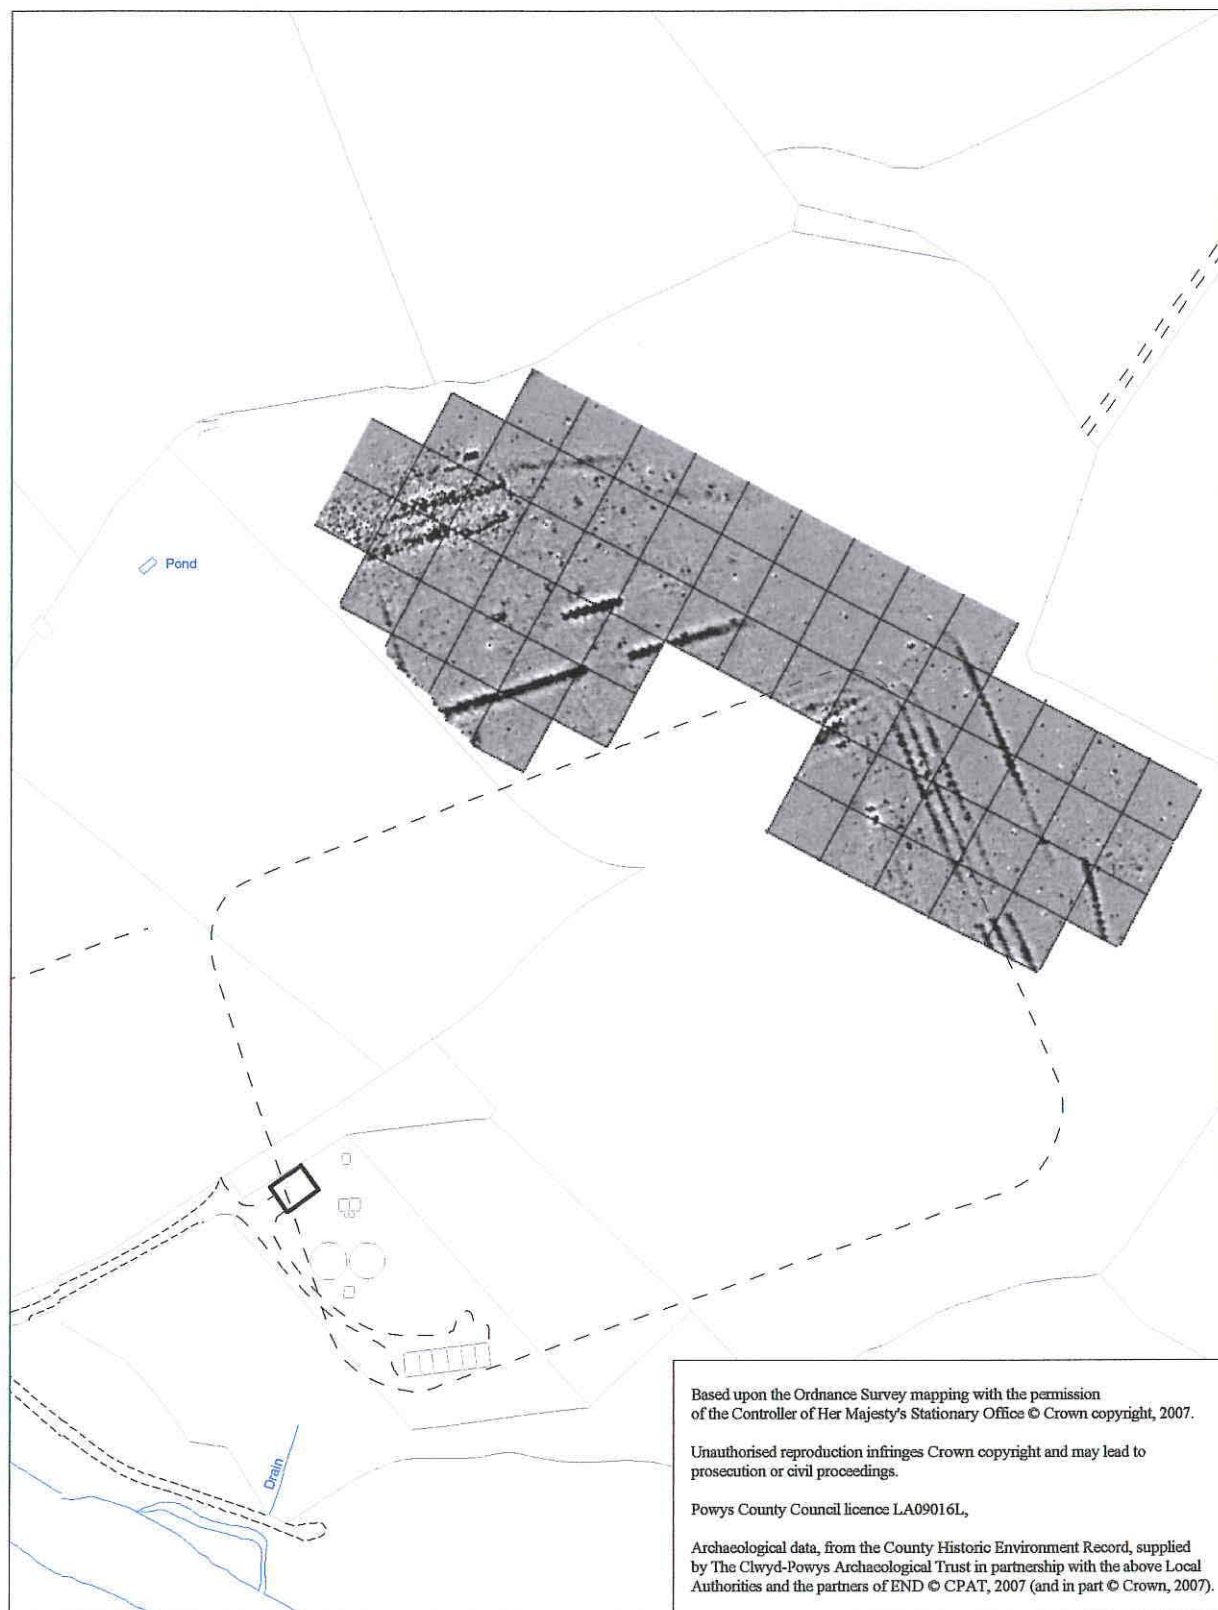 Pond
Drain
Based upon the Ordnance Survey mapping with the permission
of the Controller of Her Majesty's Stationary Office © Crown copyright, 2007.
Unauthorised reproduction infringes Crown copyright and may lead to
prosecution or civil proceedings.
Powys County Council licence LA09016L,
Archaeological data, from the County Historic Environment Record, supplied
by The Clwyd-Powys Archaeological Trust in partnership with the above Local
Authorities and the partners of END © CPAT, 2007 (and in part © Crown, 2007).